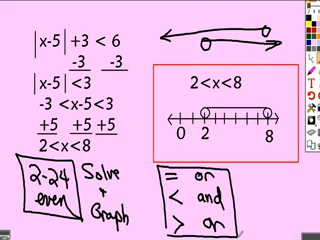 |x-5|+3 < 6
-3 -3
|x-5|<3
-3 <x-5<3
+5 +5 +5
2<x<8
2-24
even
Solve
+
Graph
2<x<8
0 2 8
= or
< and
> or